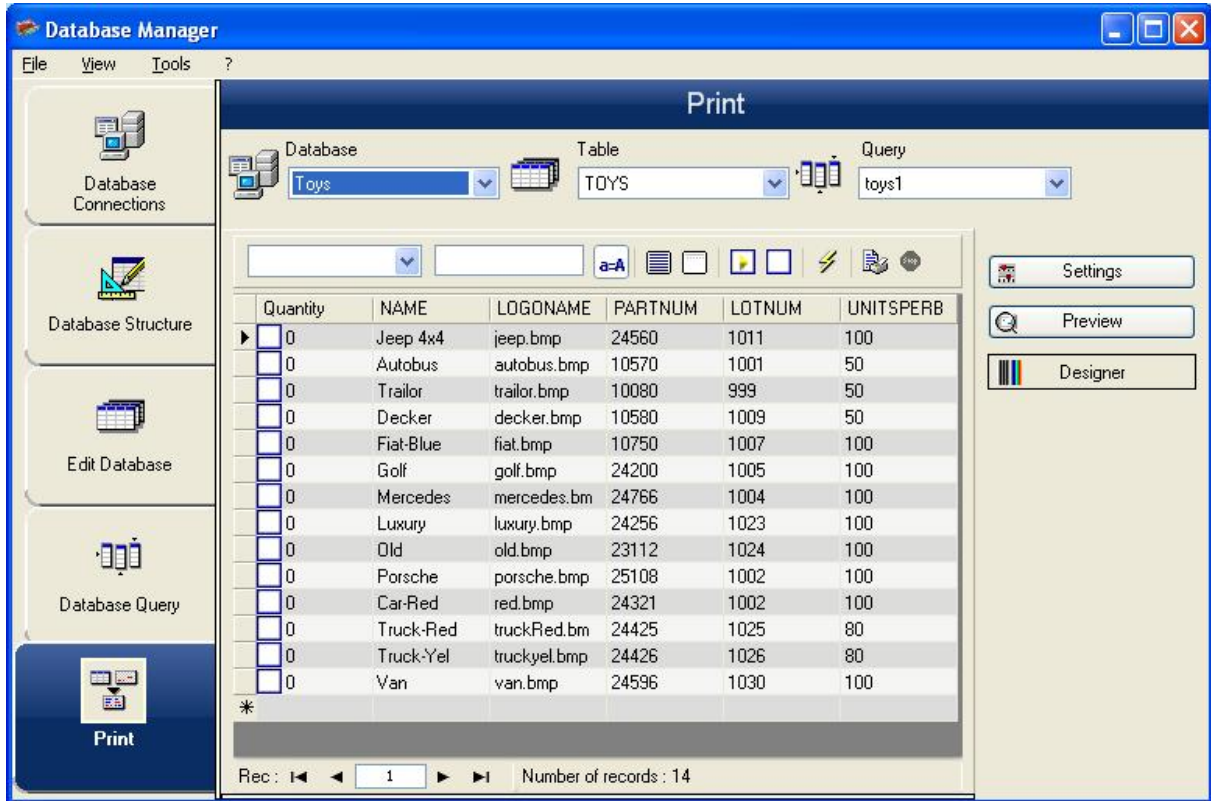 Database Manager
File View Tools ?
Database
Connections
Database Structure
Edit Database
Database Query
Print
Print
Database Table Query
Toys TOYS toys1
a=A
Settings
Preview
Designer
Quantity NAME LOGONAME PARTNUM LOTNUM UNITSPERB
0 Jeep 4x4 jeep.bmp 24560 1011 100
0 Autobus autobus.bmp 10570 1001 50
0 Trailor trailor.bmp 10080 999 50
0 Decker decker.bmp 10580 1009 50
0 Fiat-Blue fiat.bmp 10750 1007 100
0 Golf golf.bmp 24200 1005 100
0 Mercedes mercedes.bm 24766 1004 100
0 Luxury luxury.bmp 24256 1023 100
0 Old old.bmp 23112 1024 100
0 Porsche porsche.bmp 25108 1002 100
0 Car-Red red.bmp 24321 1002 100
0 Truck-Red truckRed.bm 24425 1025 80
0 Truck-Yel truckyel.bmp 24426 1026 80
0 Van van.bmp 24596 1030 100
Rec : 1 Number of records : 14